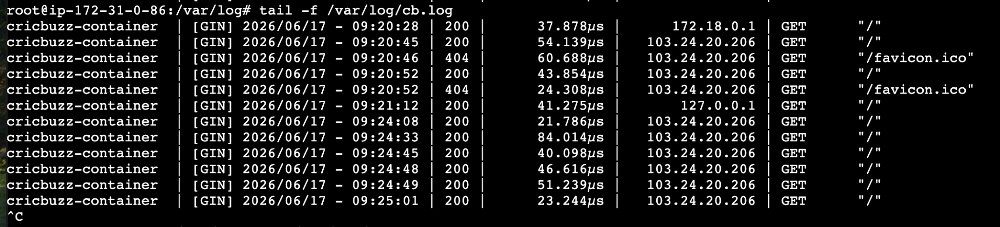 root@ip-172-31-0-86:/var/log# tail -f /var/log/cb.log
cricbuzz-container  | [GIN] 2026/06/17 - 09:20:28 | 200 |      37.878µs |      172.18.0.1 | GET      "/"
cricbuzz-container  | [GIN] 2026/06/17 - 09:20:45 | 200 |      54.139µs |   103.24.20.206 | GET      "/"
cricbuzz-container  | [GIN] 2026/06/17 - 09:20:46 | 404 |      60.688µs |   103.24.20.206 | GET      "/favicon.ico"
cricbuzz-container  | [GIN] 2026/06/17 - 09:20:52 | 200 |      43.854µs |   103.24.20.206 | GET      "/"
cricbuzz-container  | [GIN] 2026/06/17 - 09:20:52 | 404 |      24.308µs |   103.24.20.206 | GET      "/favicon.ico"
cricbuzz-container  | [GIN] 2026/06/17 - 09:21:12 | 200 |      41.275µs |       127.0.0.1 | GET      "/"
cricbuzz-container  | [GIN] 2026/06/17 - 09:24:08 | 200 |      21.786µs |   103.24.20.206 | GET      "/"
cricbuzz-container  | [GIN] 2026/06/17 - 09:24:33 | 200 |      84.014µs |   103.24.20.206 | GET      "/"
cricbuzz-container  | [GIN] 2026/06/17 - 09:24:45 | 200 |      40.098µs |   103.24.20.206 | GET      "/"
cricbuzz-container  | [GIN] 2026/06/17 - 09:24:48 | 200 |      46.616µs |   103.24.20.206 | GET      "/"
cricbuzz-container  | [GIN] 2026/06/17 - 09:24:49 | 200 |      51.239µs |   103.24.20.206 | GET      "/"
cricbuzz-container  | [GIN] 2026/06/17 - 09:25:01 | 200 |      23.244µs |   103.24.20.206 | GET      "/"
^C